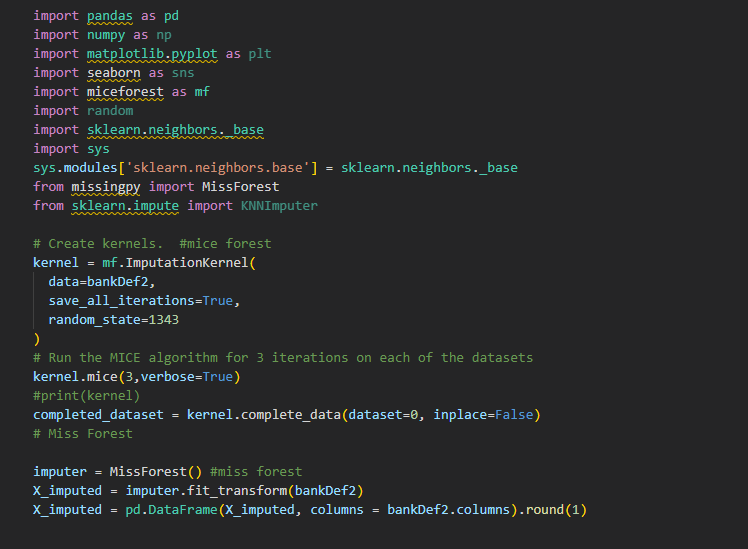 import pandas as pd
import numpy as np
import matplotlib.pyplot as plt
import seaborn as sns
import miceforest as mf
import random
import sklearn.neighbors._base
import sys
sys.modules['sklearn.neighbors.base'] = sklearn.neighbors._base
from missingpy import MissForest
from sklearn.impute import KNNImputer

# Create kernels.  #mice forest
kernel = mf.ImputationKernel(
  data=bankDef2,
  save_all_iterations=True,
  random_state=1343
)
# Run the MICE algorithm for 3 iterations on each of the datasets
kernel.mice(3,verbose=True)
#print(kernel)
completed_dataset = kernel.complete_data(dataset=0, inplace=False)
# Miss Forest

imputer = MissForest() #miss forest
X_imputed = imputer.fit_transform(bankDef2)
X_imputed = pd.DataFrame(X_imputed, columns = bankDef2.columns).round(1)